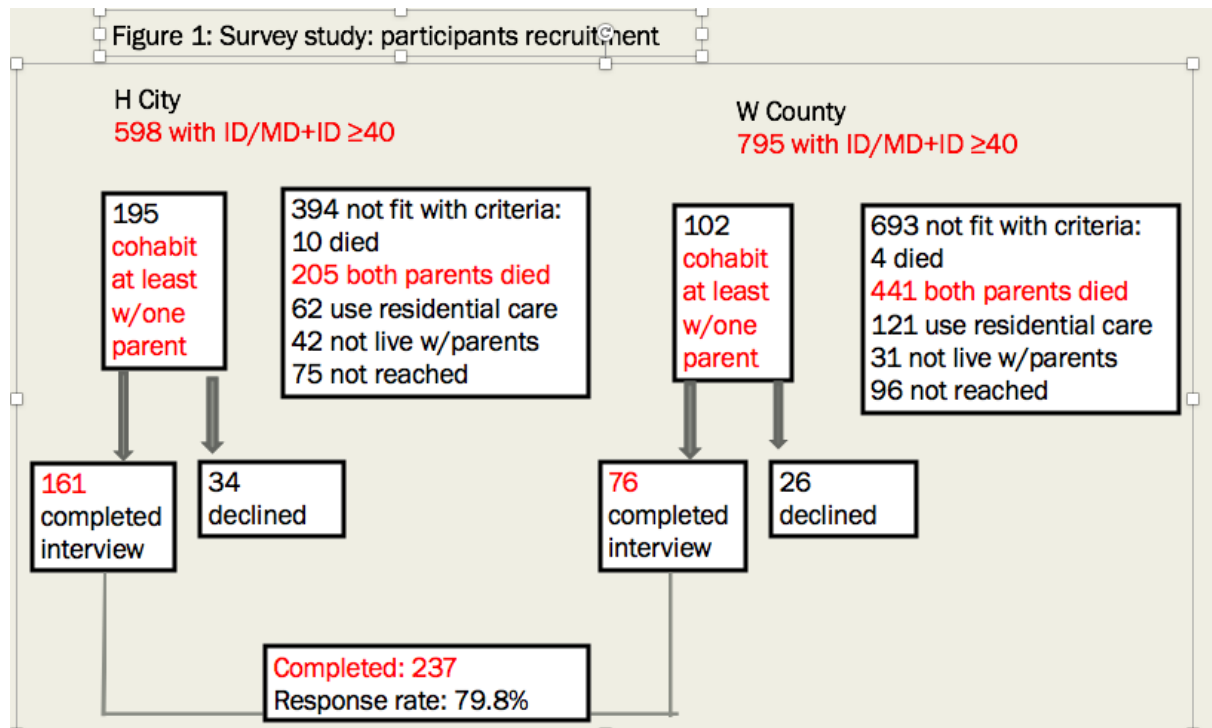 Figure 1: Survey study: participants recruitment
H City
598 with ID/MD+ID ≥40
W County
795 with ID/MD+ID ≥40
195
cohabit
at least
w/one
parent
394 not fit with criteria:
10 died
205 both parents died
62 use residential care
42 not live w/parents
75 not reached
102
cohabit
at least
w/one
parent
693 not fit with criteria:
4 died
441 both parents died
121 use residential care
31 not live w/parents
96 not reached
161
completed
interview
34
declined
76
completed
interview
26
declined
Completed: 237
Response rate: 79.8%